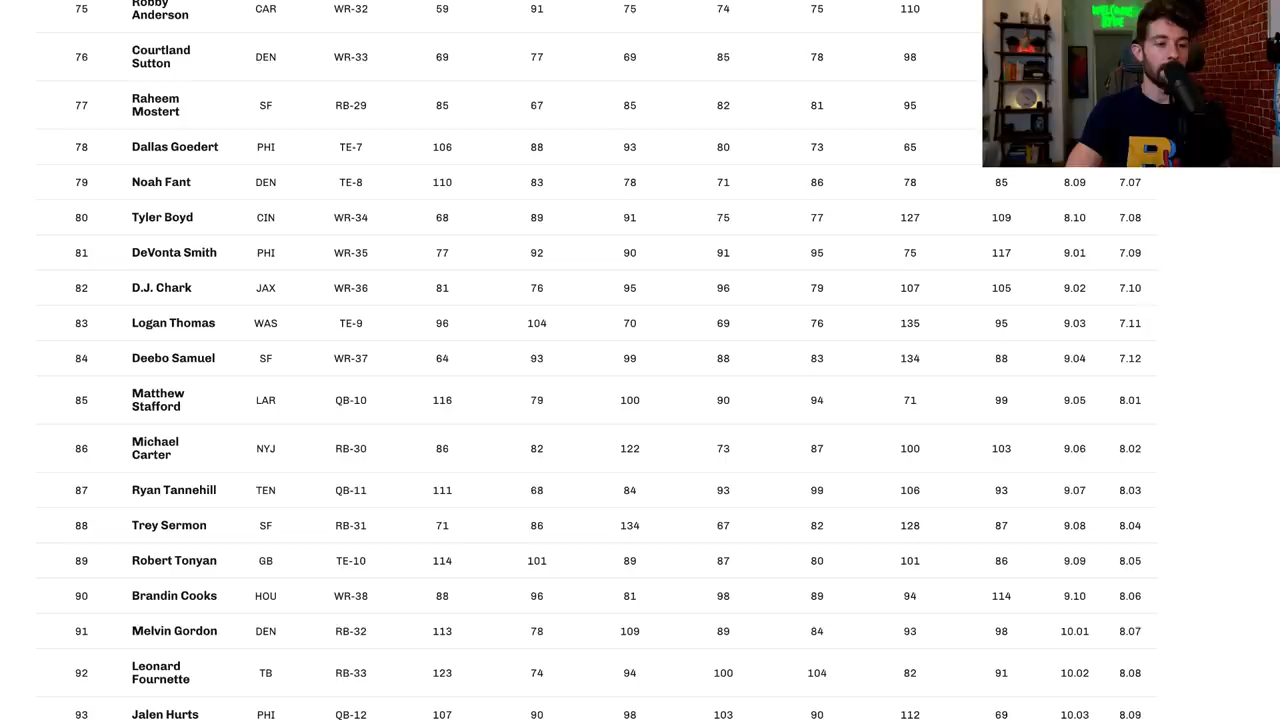 75 Robby Anderson CAR WR-32 59 91 75 74 75 110
76 Courtland Sutton DEN WR-33 69 77 69 85 78 98
77 Raheem Mostert SF RB-29 85 67 85 82 81 95
78 Dallas Goedert PHI TE-7 106 88 93 80 73 65
79 Noah Fant DEN TE-8 110 83 78 71 86 78 85 8.09 7.07
80 Tyler Boyd CIN WR-34 68 89 91 75 77 127 109 8.10 7.08
81 DeVonta Smith PHI WR-35 77 92 90 91 95 75 117 9.01 7.09
82 D.J. Chark JAX WR-36 81 76 95 96 79 107 105 9.02 7.10
83 Logan Thomas WAS TE-9 96 104 70 69 76 135 95 9.03 7.11
84 Deebo Samuel SF WR-37 64 93 99 88 83 134 88 9.04 7.12
85 Matthew Stafford LAR QB-10 116 79 100 90 94 71 99 9.05 8.01
86 Michael Carter NYJ RB-30 86 82 122 73 87 100 103 9.06 8.02
87 Ryan Tannehill TEN QB-11 111 68 84 93 99 106 93 9.07 8.03
88 Trey Sermon SF RB-31 71 86 134 67 82 128 87 9.08 8.04
89 Robert Tonyan GB TE-10 114 101 89 87 80 101 86 9.09 8.05
90 Brandin Cooks HOU WR-38 88 96 81 98 89 94 114 9.10 8.06
91 Melvin Gordon DEN RB-32 113 78 109 89 84 93 98 10.01 8.07
92 Leonard Fournette TB RB-33 123 74 94 100 104 82 91 10.02 8.08
93 Jalen Hurts PHI QB-12 107 90 98 103 90 112 69 10.03 8.09